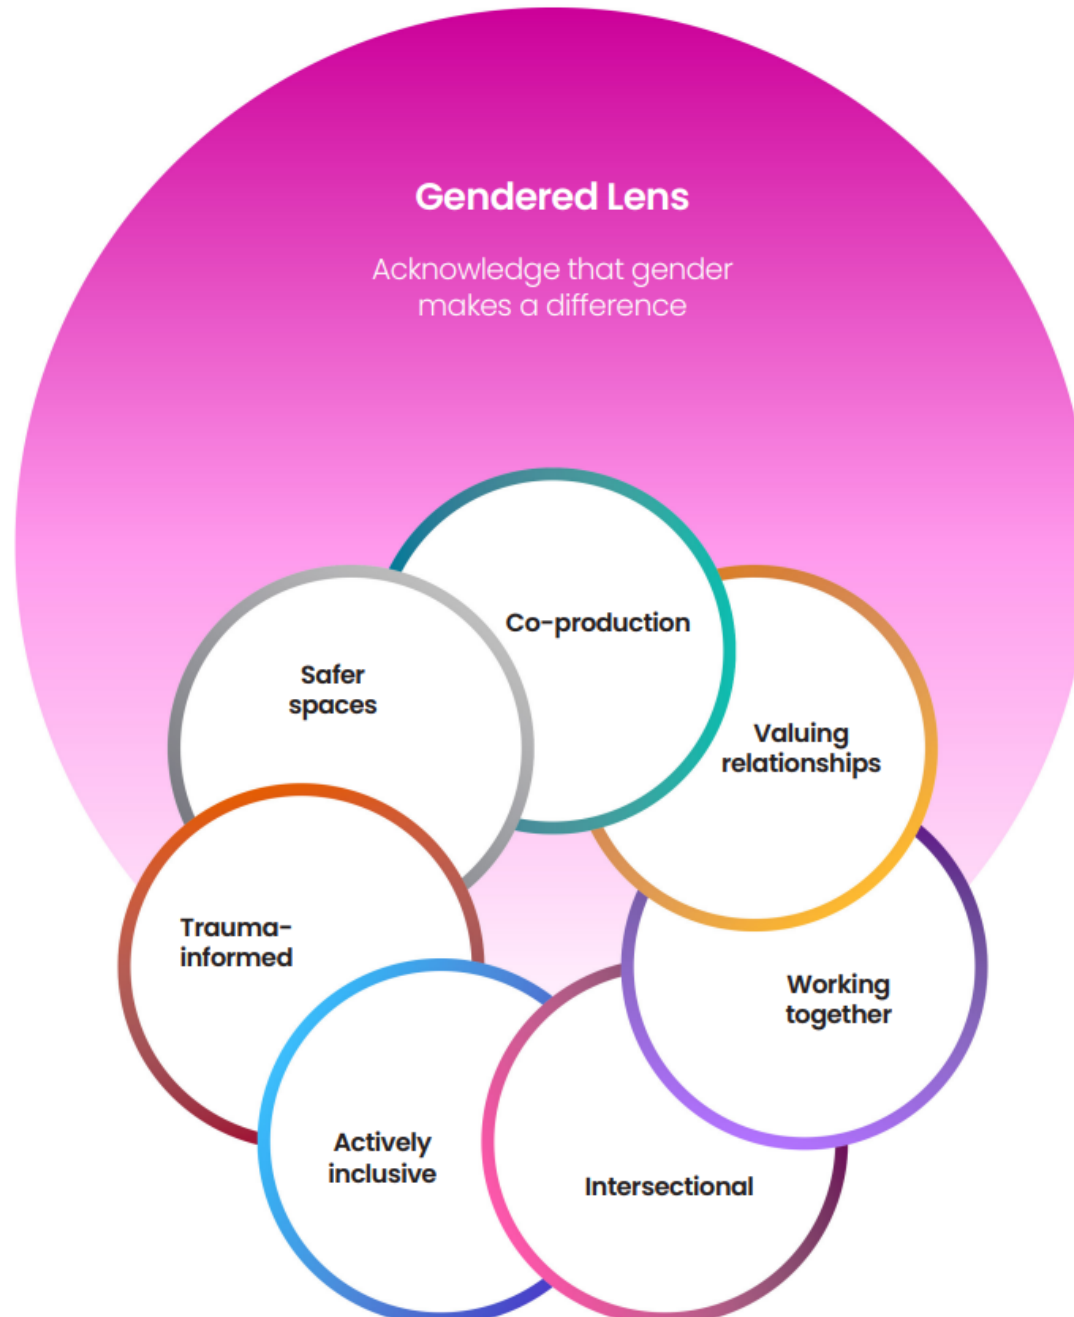 Gendered Lens
Acknowledge that gender
makes a difference
Co-production
Safer
spaces
Valuing
relationships
Trauma-
informed
Working
together
Actively
inclusive
Intersectional